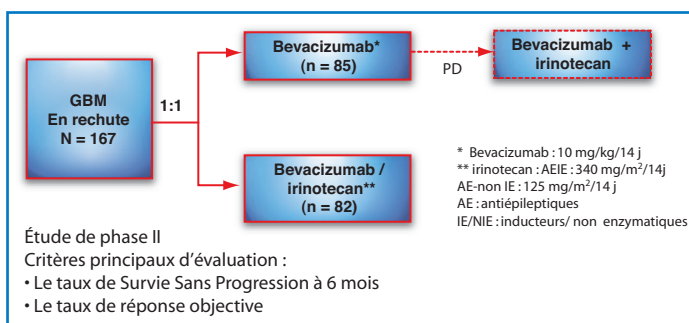 GBM
En rechute
N = 167
1:1
Bevacizumab*
(n = 85)
PD
Bevacizumab +
irinotecan
Bevacizumab /
irinotecan**
(n = 82)
* Bevacizumab : 10 mg/kg/14 j
** irinotecan : AEIE : 340 mg/m²/14j
AE-non IE : 125 mg/m²/14 j
AE : antiépileptiques
IE/NIE : inducteurs/ non enzymatiques
Étude de phase II
Critères principaux d'évaluation :
• Le taux de Survie Sans Progression à 6 mois
• Le taux de réponse objective